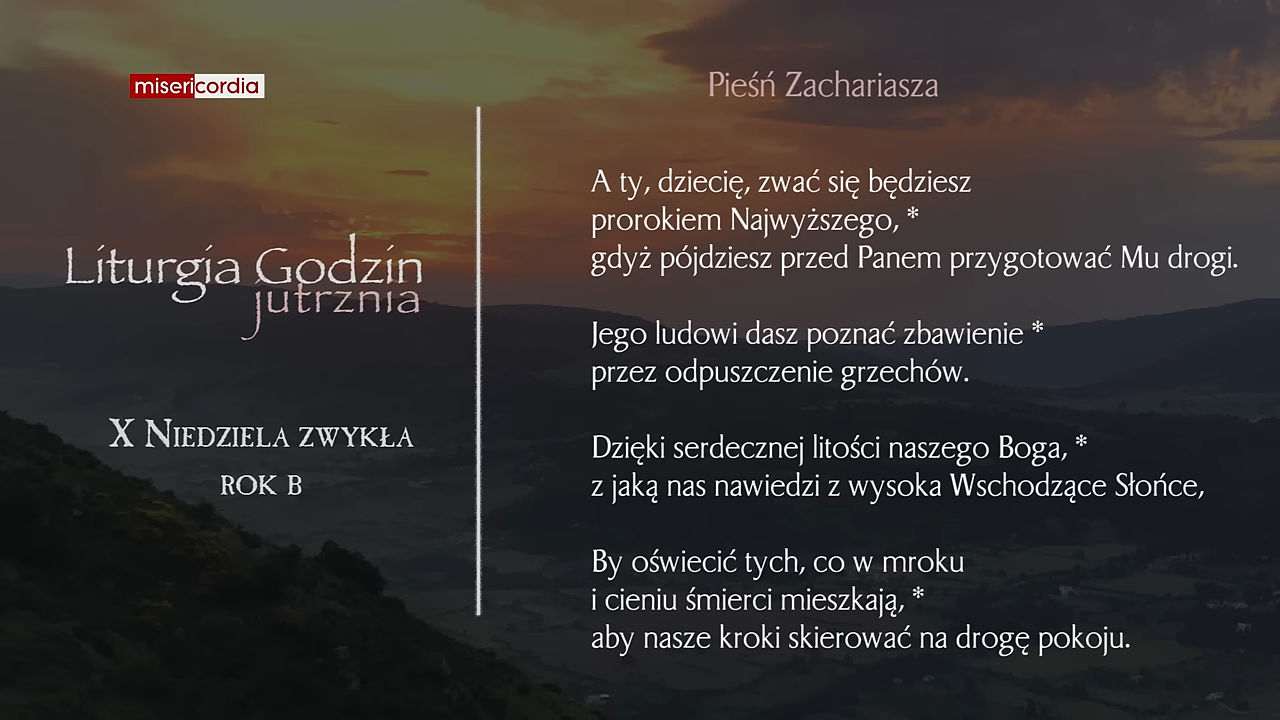 misericordia
Liturgia Godzin
jutrznia
X Niedziela zwykła
rok B
Pieśń Zachariasza
A ty, dziecię, zwać się będziesz
prorokiem Najwyższego, *
gdyż pójdziesz przed Panem przygotować Mu drogi.
Jego ludowi dasz poznać zbawienie *
przez odpuszczenie grzechów.
Dzięki serdecznej litości naszego Boga, *
z jaką nas nawiedzi z wysoka Wschodzące Słońce,
By oświecić tych, co w mroku
i cieniu śmierci mieszkają, *
aby nasze kroki skierować na drogę pokoju.